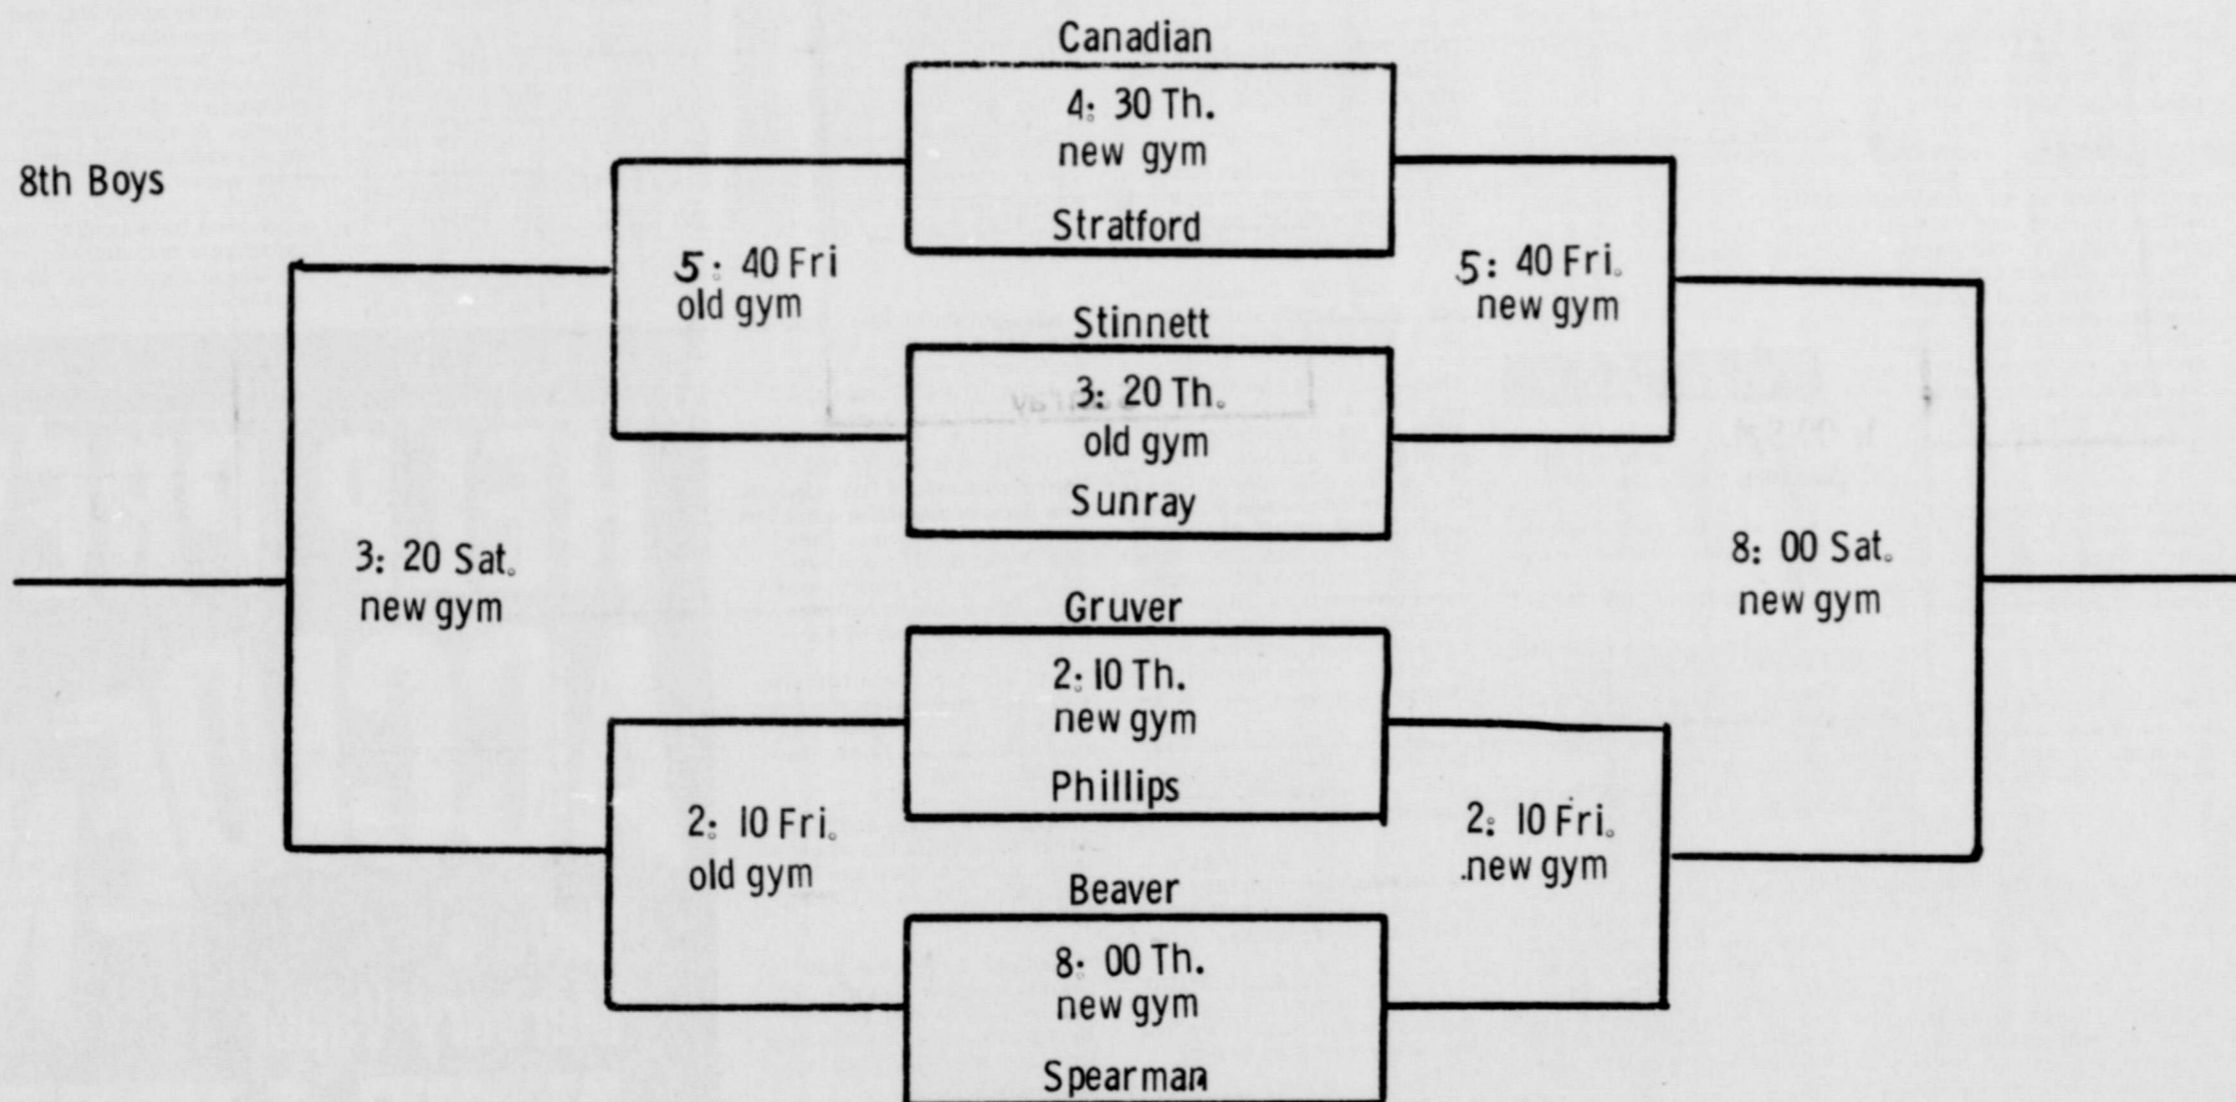 8th Boys
Canadian
4: 30 Th.
new gym
Stratford
5: 40 Fri
old gym
5: 40 Fri.
new gym
Stinnett
3: 20 Th.
old gym
Sunray
3: 20 Sat.
new gym
8: 00 Sat.
new gym
Gruver
2: 10 Th.
new gym
Phillips
2: 10 Fri.
old gym
2: 10 Fri.
new gym
Beaver
8: 00 Th.
new gym
Spearman